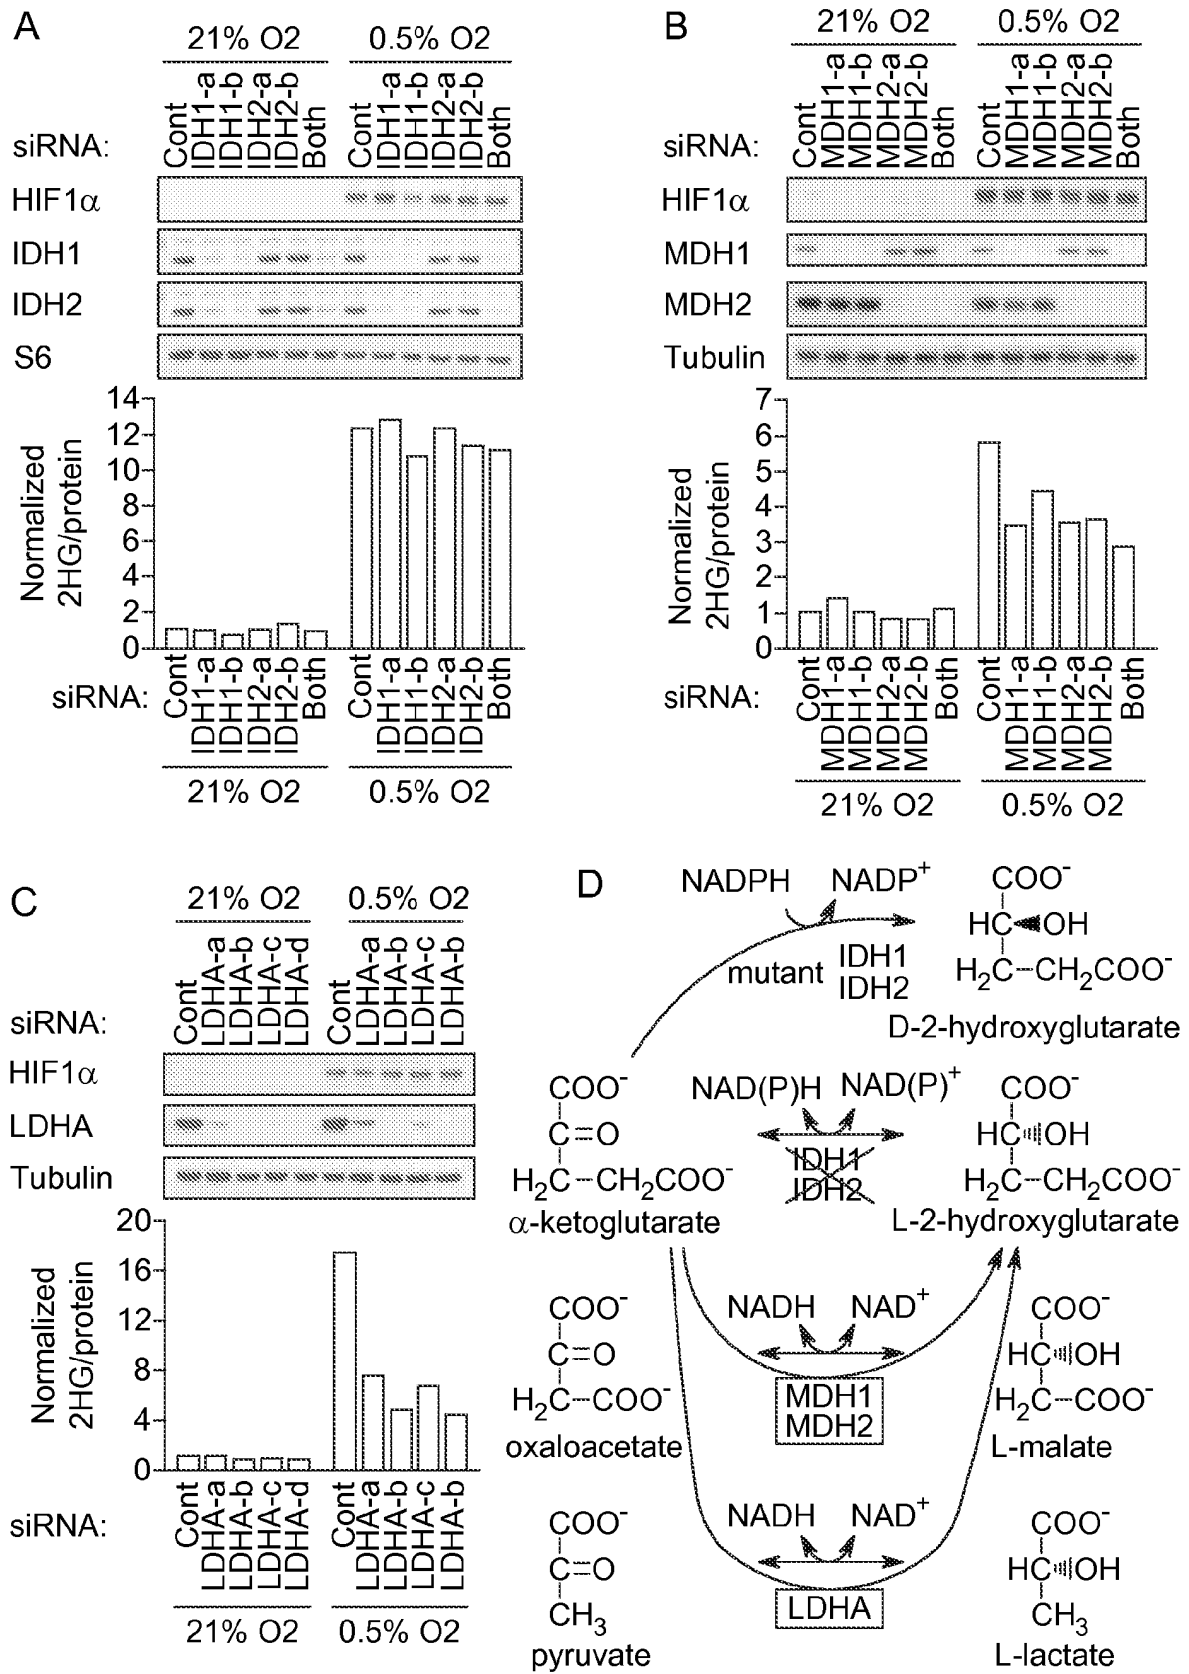 A
21% O2 0.5% O2
siRNA: Cont IDH1-a IDH1-b IDH2-a IDH2-b Both Cont IDH1-a IDH1-b IDH2-a IDH2-b Both
HIF1α
IDH1
IDH2
S6
14
12
10
8
6
4
2
0
Normalized
2HG/protein
siRNA: Cont IDH1-a IDH1-b IDH2-a IDH2-b Both Cont IDH1-a IDH1-b IDH2-a IDH2-b Both
21% O2 0.5% O2
B
21% O2 0.5% O2
siRNA: Cont MDH1-a MDH1-b MDH2-a MDH2-b Both Cont MDH1-a MDH1-b MDH2-a MDH2-b Both
HIF1α
MDH1
MDH2
Tubulin
7
6
5
4
3
2
1
0
Normalized
2HG/protein
siRNA: Cont MDH1-a MDH1-b MDH2-a MDH2-b Both Cont MDH1-a MDH1-b MDH2-a MDH2-b Both
21% O2 0.5% O2
C
21% O2 0.5% O2
siRNA: Cont LDHA-a LDHA-b LDHA-c LDHA-d Cont LDHA-a LDHA-b LDHA-c LDHA-b
HIF1α
LDHA
Tubulin
20
16
12
8
4
0
Normalized
2HG/protein
siRNA: Cont LDHA-a LDHA-b LDHA-c LDHA-d Cont LDHA-a LDHA-b LDHA-c LDHA-b
21% O2 0.5% O2
D
NADPH NADP+
mutant IDH1
IDH2
COO-
HC OH
H2C--CH2COO-
D-2-hydroxyglutarate
COO-
C=O
H2C--CH2COO-
α-ketoglutarate
NAD(P)H NAD(P)+
IDH1
IDH2
COO-
HC OH
H2C--CH2COO-
L-2-hydroxyglutarate
COO-
C=O
H2C--COO-
oxaloacetate
NADH NAD+
MDH1
MDH2
COO-
HC OH
H2C--COO-
L-malate
COO-
C=O
CH3
pyruvate
NADH NAD+
LDHA
COO-
HC OH
CH3
L-lactate